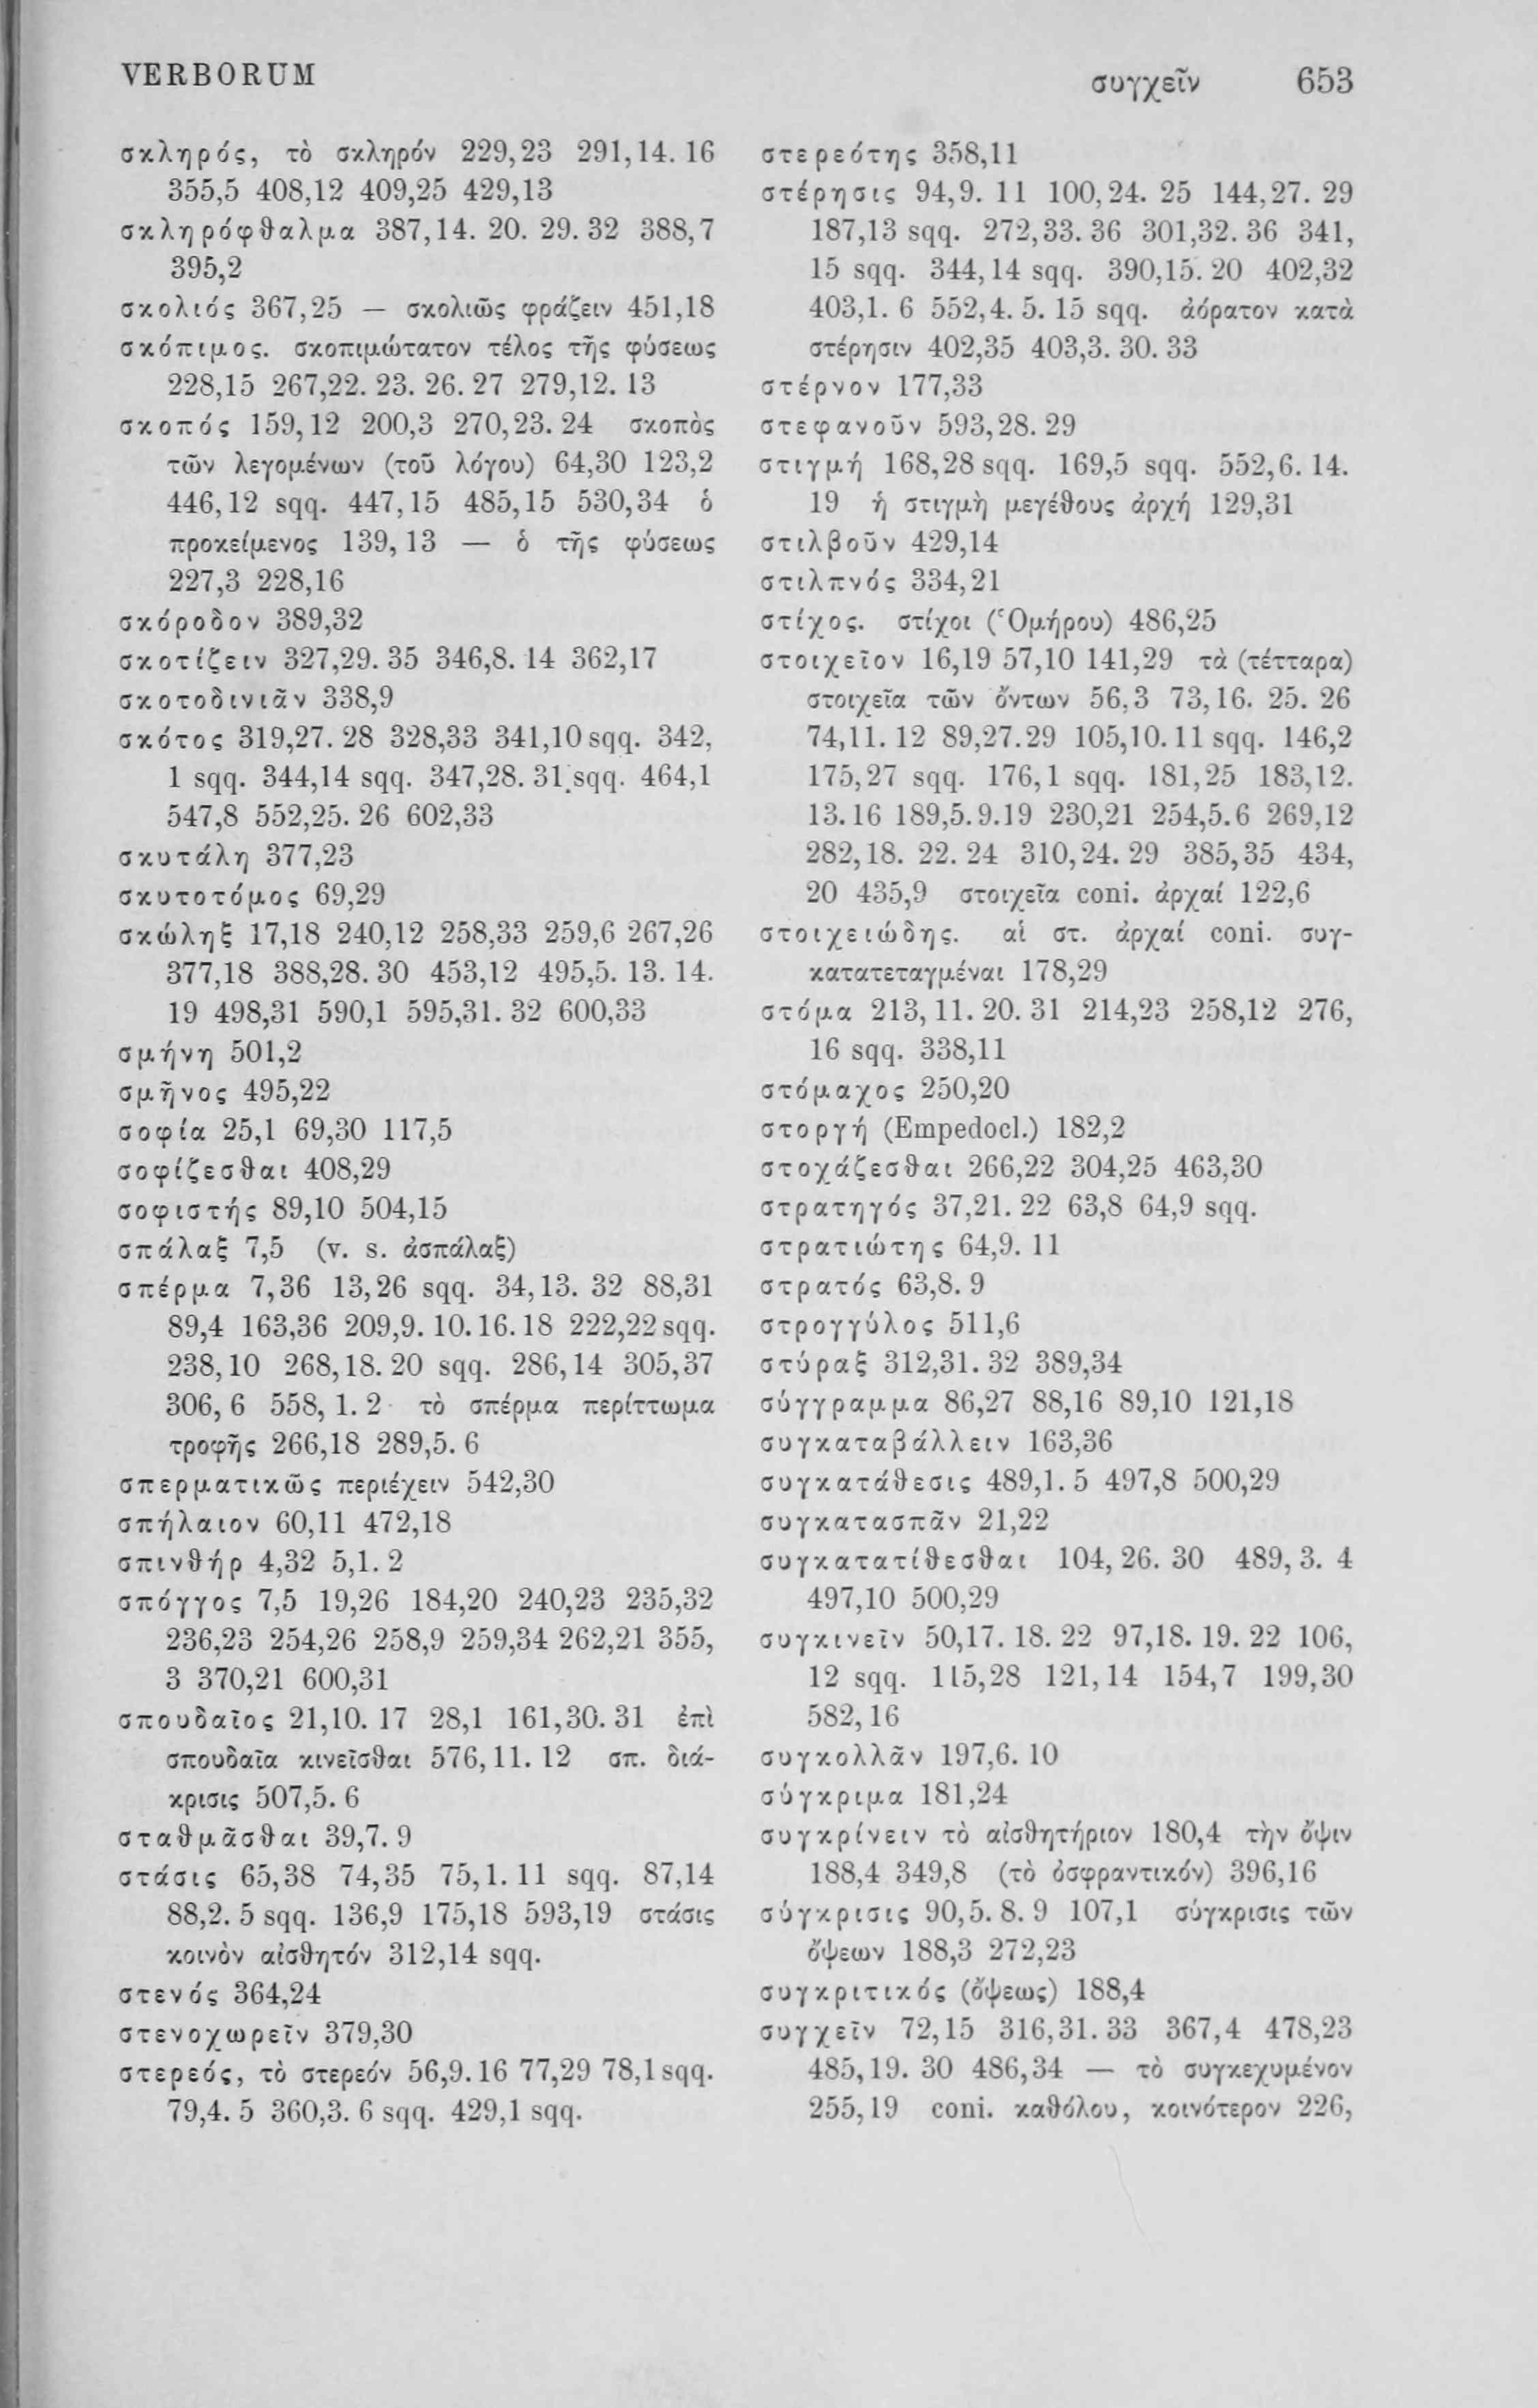 VERBORUM συγχεῖν 653
σκληρός, τὸ σκληρόν 229,23 291,14. 16
355,5 408,12 409,25 429,13
σκληρόφθαλμα 387,14. 20. 29. 32 388,7
395,2
σκολιός 367,25 — σκολιῶς φράζειν 451,18
σκόπιμος. σκοπιμώτατον τέλος τῆς φύσεως
228,15 267,22. 23. 26. 27 279,12. 13
σκοπός 159,12 200,3 270,23. 24 σκοπὸς
τῶν λεγομένων (τοῦ λόγου) 64,30 123,2
446,12 sqq. 447,15 485,15 530,34 ὁ
προκείμενος 139,13 — ὁ τῆς φύσεως
227,3 228,16
σκόροδον 389,32
σκοτίζειν 327,29. 35 346,8. 14 362,17
σκοτοδινιᾶν 338,9
σκότος 319,27. 28 328,33 341,10 sqq. 342,
1 sqq. 344,14 sqq. 347,28. 31 sqq. 464,1
547,8 552,25. 26 602,33
σκυτάλη 377,23
σκυτοτόμος 69,29
σκώληξ 17,18 240,12 258,33 259,6 267,26
377,18 388,28. 30 453,12 495,5. 13. 14.
19 498,31 590,1 595,31. 32 600,33
σμήνη 501,2
σμῆνος 495,22
σοφία 25,1 69,30 117,5
σοφίζεσθαι 408,29
σοφιστής 89,10 504,15
σπάλαξ 7,5 (v. s. ἀσπάλαξ)
σπέρμα 7,36 13,26 sqq. 34,13. 32 88,31
89,4 163,36 209,9. 10. 16. 18 222,22 sqq.
238,10 268,18. 20 sqq. 286,14 305,37
306,6 558,1. 2 τὸ σπέρμα περίττωμα
τροφῆς 266,18 289,5. 6
σπερματικῶς περιέχειν 542,30
σπήλαιον 60,11 472,18
σπινθήρ 4,32 5,1. 2
σπόγγος 7,5 19,26 184,20 240,23 235,32
236,23 254,26 258,9 259,34 262,21 355,
3 370,21 600,31
σπουδαῖος 21,10. 17 28,1 161,30. 31 ἐπὶ
σπουδαῖα κινεῖσθαι 576,11. 12 σπ. διά-
κρισις 507,5. 6
σταθμᾶσθαι 39,7. 9
στάσις 65,38 74,35 75,1. 11 sqq. 87,14
88,2. 5 sqq. 136,9 175,18 593,19 στάσις
κοινὸν αἰσθητόν 312,14 sqq.
στενός 364,24
στενοχωρεῖν 379,30
στερεός, τὸ στερεόν 56,9. 16 77,29 78,1 sqq.
79,4. 5 360,3. 6 sqq. 429,1 sqq.
στερεότης 358,11
στέρησις 94,9. 11 100,24. 25 144,27. 29
187,13 sqq. 272,33. 36 301,32. 36 341,
15 sqq. 344,14 sqq. 390,15. 20 402,32
403,1. 6 552,4. 5. 15 sqq. ἀόρατον κατὰ
στέρησιν 402,35 403,3. 30. 33
στέρνον 177,33
στεφανοῦν 593,28. 29
στιγμή 168,28 sqq. 169,5 sqq. 552,6. 14.
19 ἡ στιγμὴ μεγέθους ἀρχή 129,31
στιλβοῦν 429,14
στιλπνός 334,21
στίχος. στίχοι (Ὁμήρου) 486,25
στοιχεῖον 16,19 57,10 141,29 τὰ (τέτταρα)
στοιχεῖα τῶν ὄντων 56,3 73,16. 25. 26
74,11. 12 89,27. 29 105,10. 11 sqq. 146,2
175,27 sqq. 176,1 sqq. 181,25 183,12.
13. 16 189,5. 9. 19 230,21 254,5. 6 269,12
282,18. 22. 24 310,24. 29 385,35 434,
20 435,9 στοιχεῖα coni. ἀρχαί 122,6
στοιχειώδης. αἱ στ. ἀρχαί coni. συγ-
κατατεταγμέναι 178,29
στόμα 213,11. 20. 31 214,23 258,12 276,
16 sqq. 338,11
στόμαχος 250,20
στοργή (Empedocl.) 182,2
στοχάζεσθαι 266,22 304,25 463,30
στρατηγός 37,21. 22 63,8 64,9 sqq.
στρατιώτης 64,9. 11
στρατός 63,8. 9
στρογγύλος 511,6
στύραξ 312,31. 32 389,34
σύγγραμμα 86,27 88,16 89,10 121,18
συγκαταβάλλειν 163,36
συγκατάθεσις 489,1. 5 497,8 500,29
συγκατασπᾶν 21,22
συγκατατίθεσθαι 104,26. 30 489,3. 4
497,10 500,29
συγκινεῖν 50,17. 18. 22 97,18. 19. 22 106,
12 sqq. 115,28 121,14 154,7 199,30
582,16
συγκολλᾶν 197,6. 10
σύγκριμα 181,24
συγκρίνειν τὸ αἰσθητήριον 180,4 τὴν ὄψιν
188,4 349,8 (τὸ ὀσφραντικόν) 396,16
σύγκρισις 90,5. 8. 9 107,1 σύγκρισις τῶν
ὄψεων 188,3 272,23
συγκριτικός (ὄψεως) 188,4
συγχεῖν 72,15 316,31. 33 367,4 478,23
485,19. 30 486,34 — τὸ συγκεχυμένον
255,19 coni. καθόλου, κοινότερον 226,